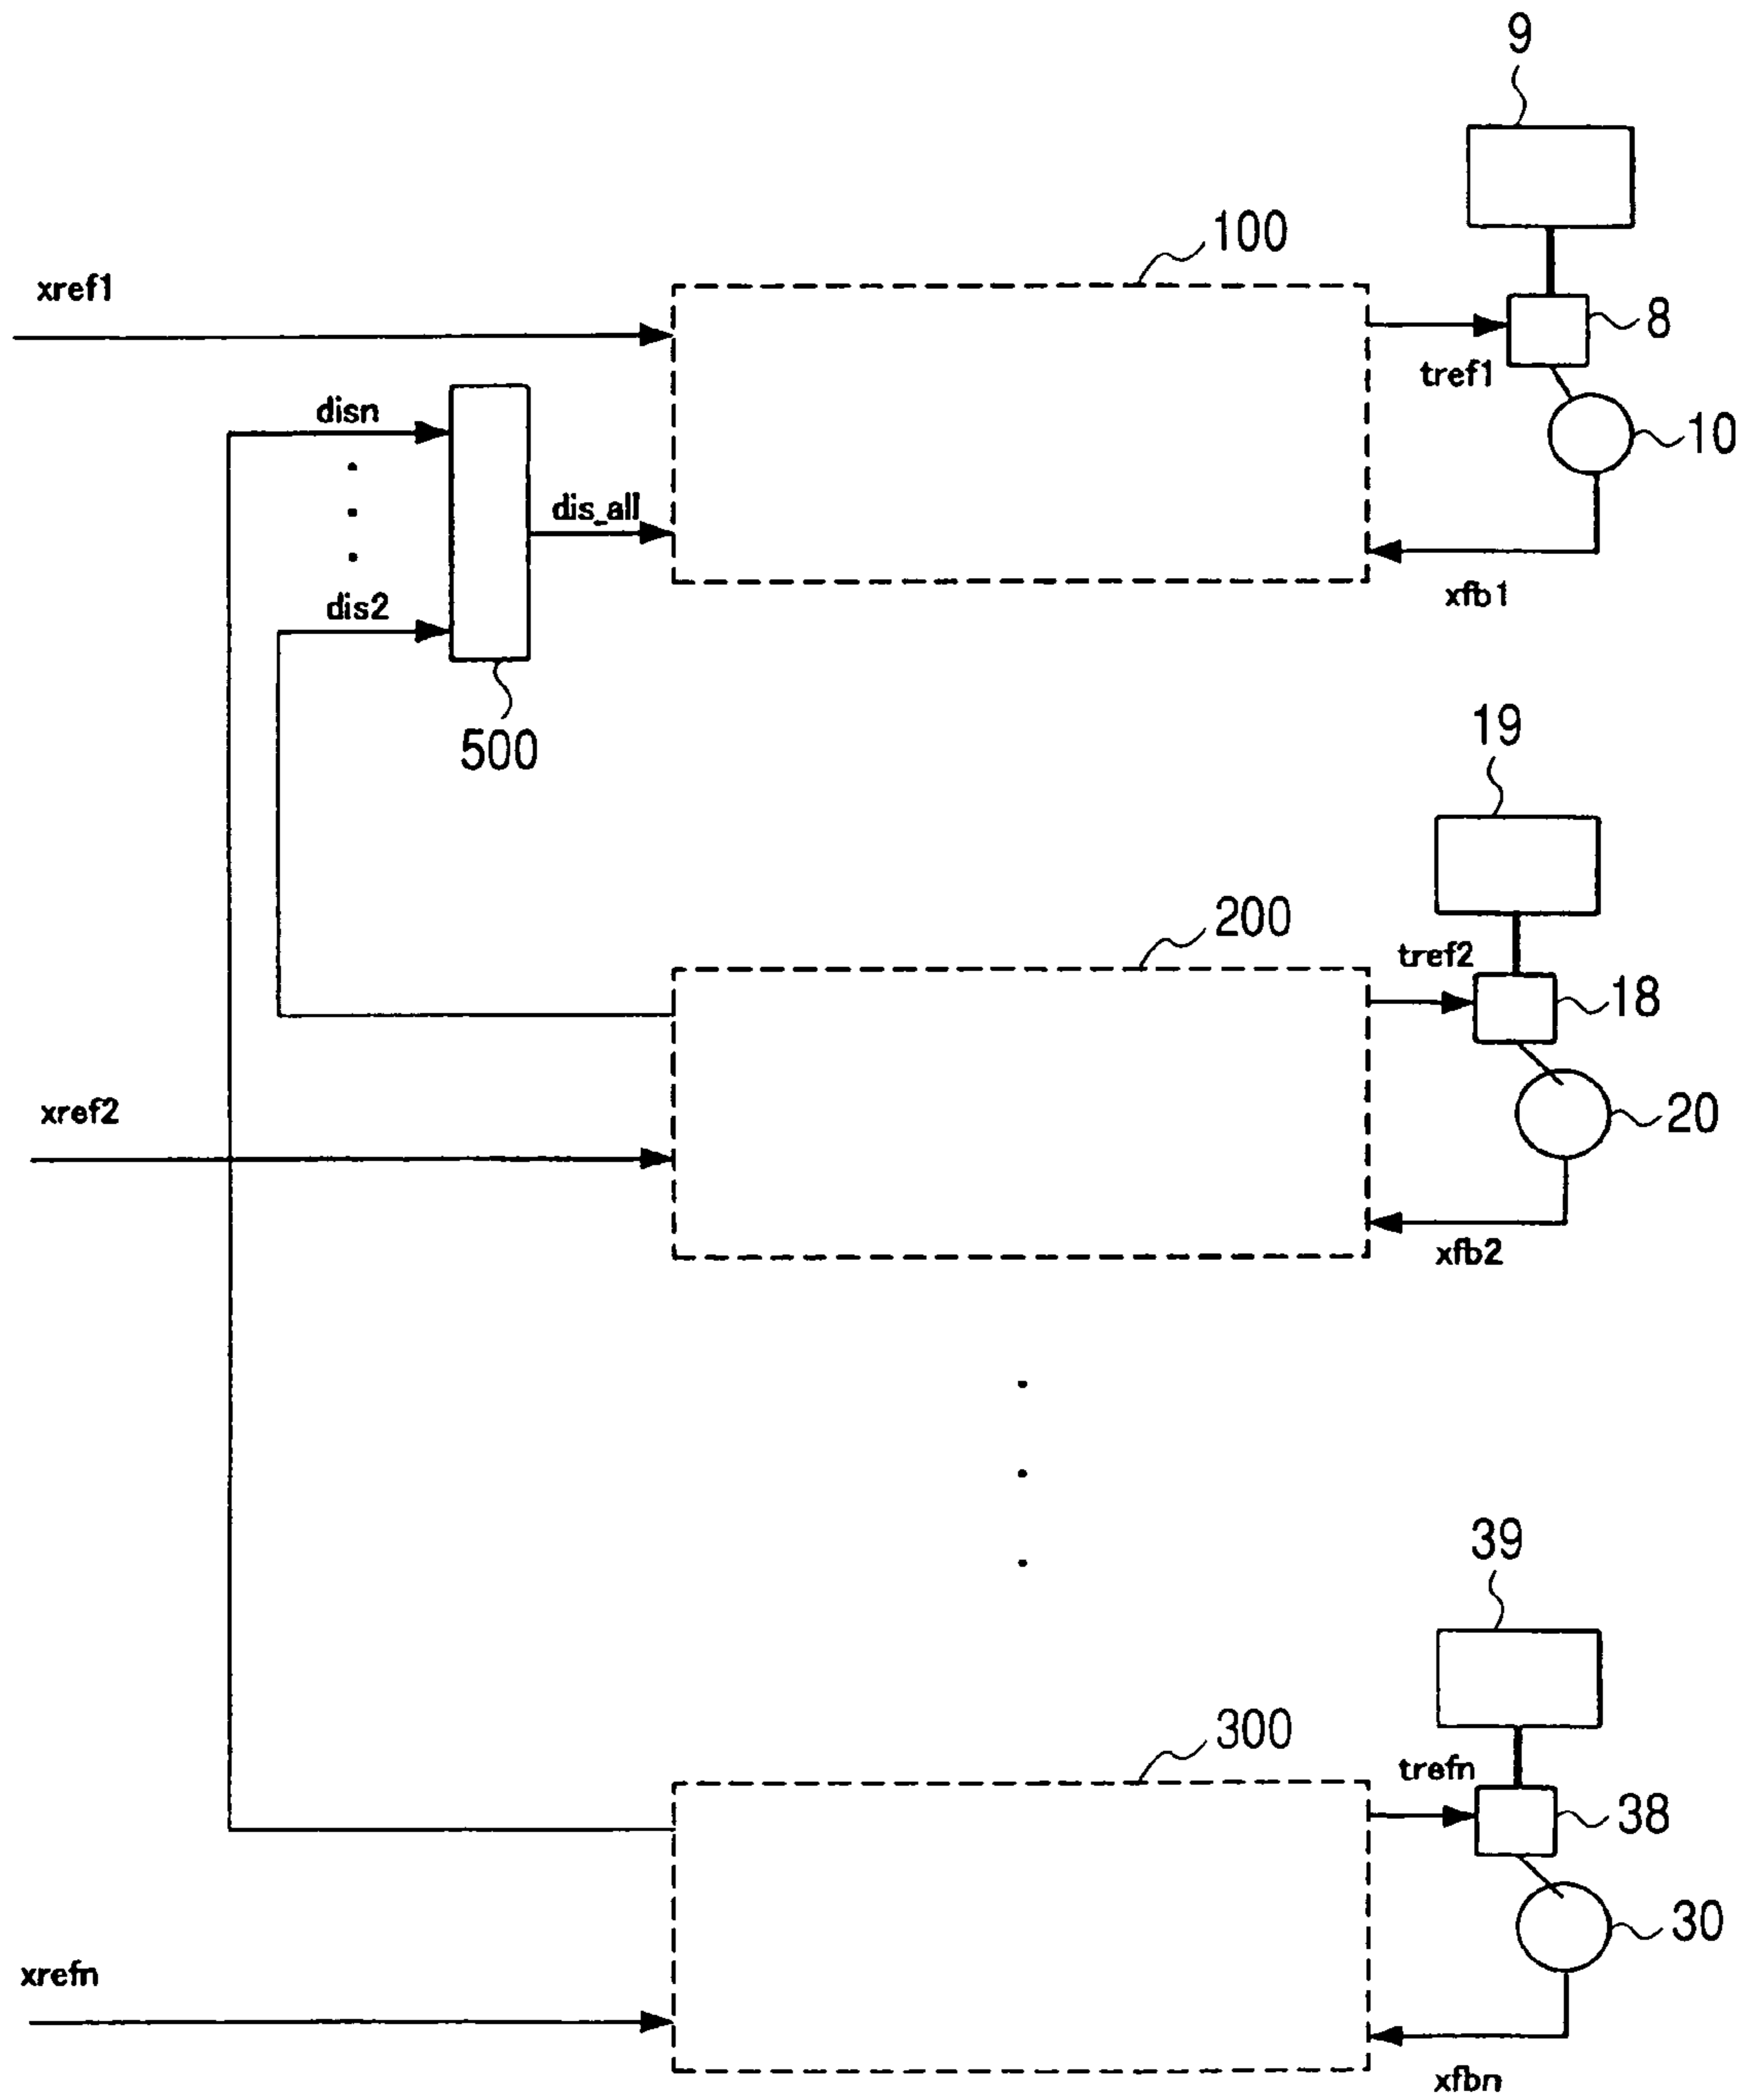 9
100
xref1
8
tref1
disn
10
dis_all
xfb1
dis2
500
19
200
tref2
18
xref2
20
xfb2
39
300
trefn
38
30
xrefn
xfbn